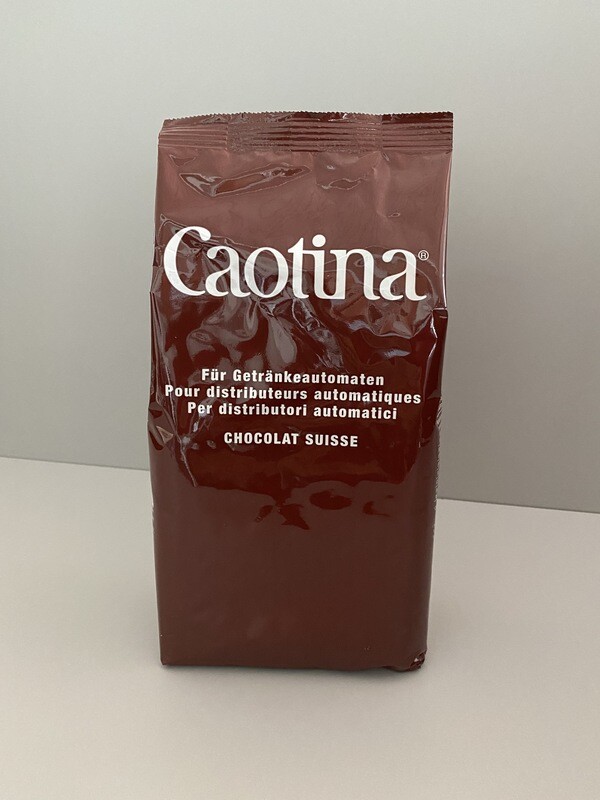 Caotina®
Für Getränkeautomaten
Pour distributeurs automatiques
Per distributori automatici
CHOCOLAT SUISSE